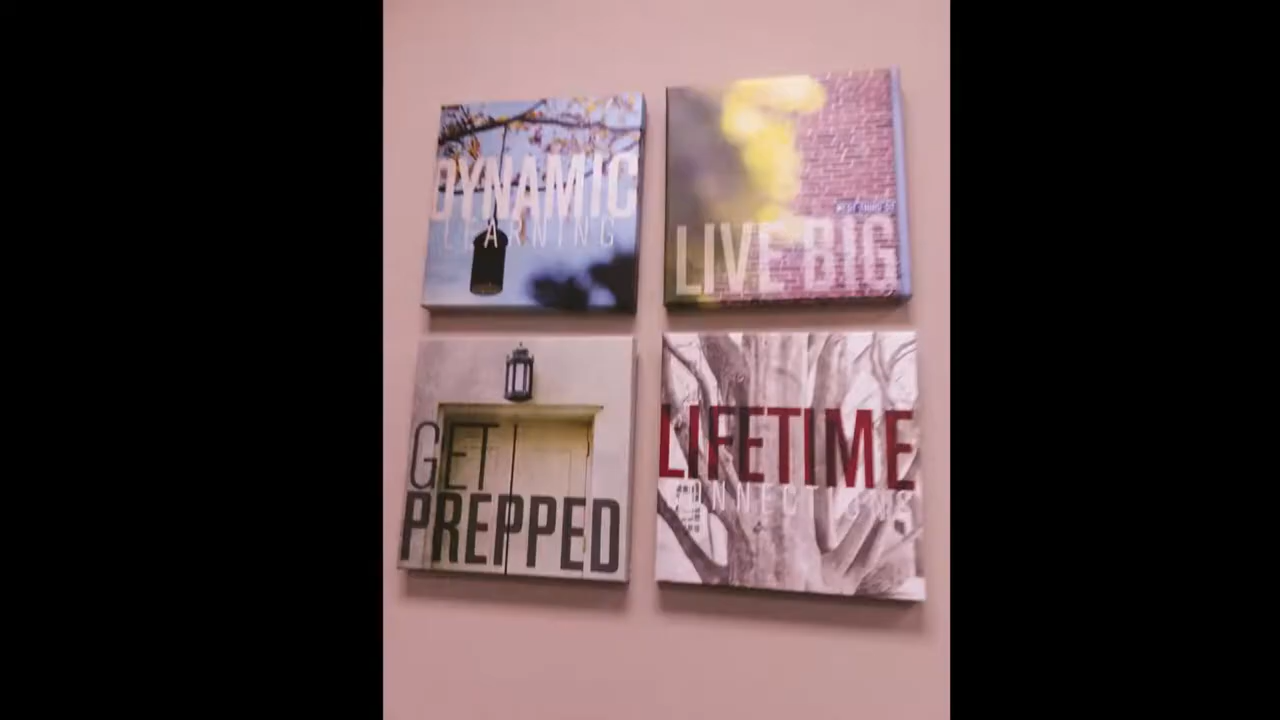 DYNAMIC
LEARNING
LIVE BIG
GET
PREPPED
LIFETIME
CONNECTIONS